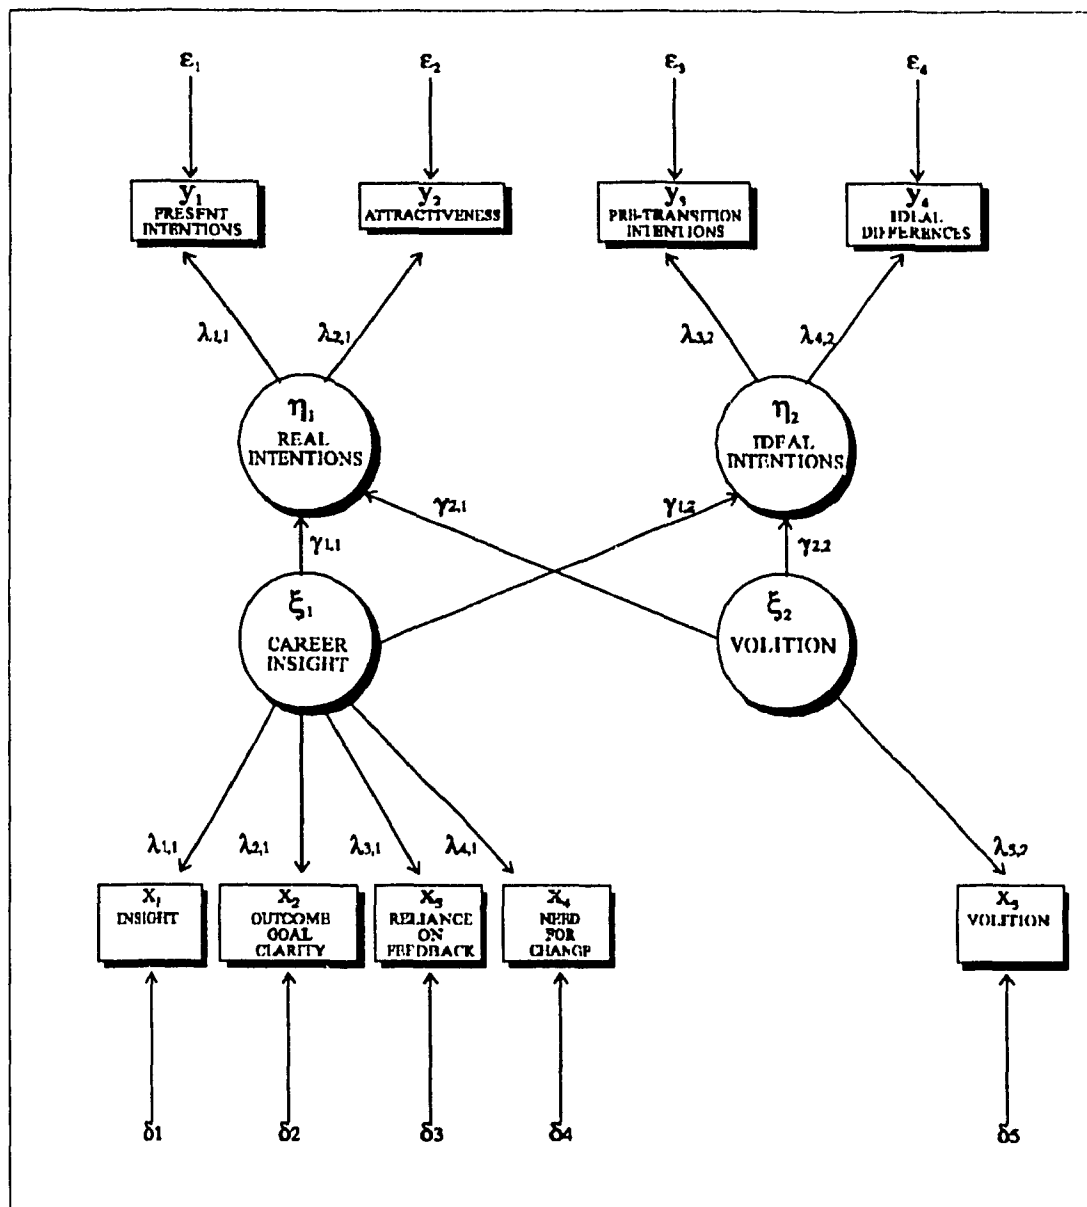 ε₁ ε₂ ε₃ ε₄
y₁ PRESENT INTENTIONS
y₂ ATTRACTIVENESS
y₃ PRE-TRANSITION INTENTIONS
y₄ IDEAL DIFFERENCES
λ1,1 λ2,1 λ3,2 λ4,2
η₁
REAL
INTENTIONS
η₂
IDEAL
INTENTIONS
γ2,1 γ1,2
γ1,1 γ2,2
ξ₁
CAREER
INSIGHT
ξ₂
VOLITION
λ1,1 λ2,1 λ3,1 λ4,1 λ5,2
x₁
INSIGHT
x₂
OUTCOME
GOAL
CLARITY
x₃
RELIANCE
ON
FEEDBACK
x₄
NEED
FOR
CHANGE
x₅
VOLITION
δ1 δ2 δ3 δ4 δ5